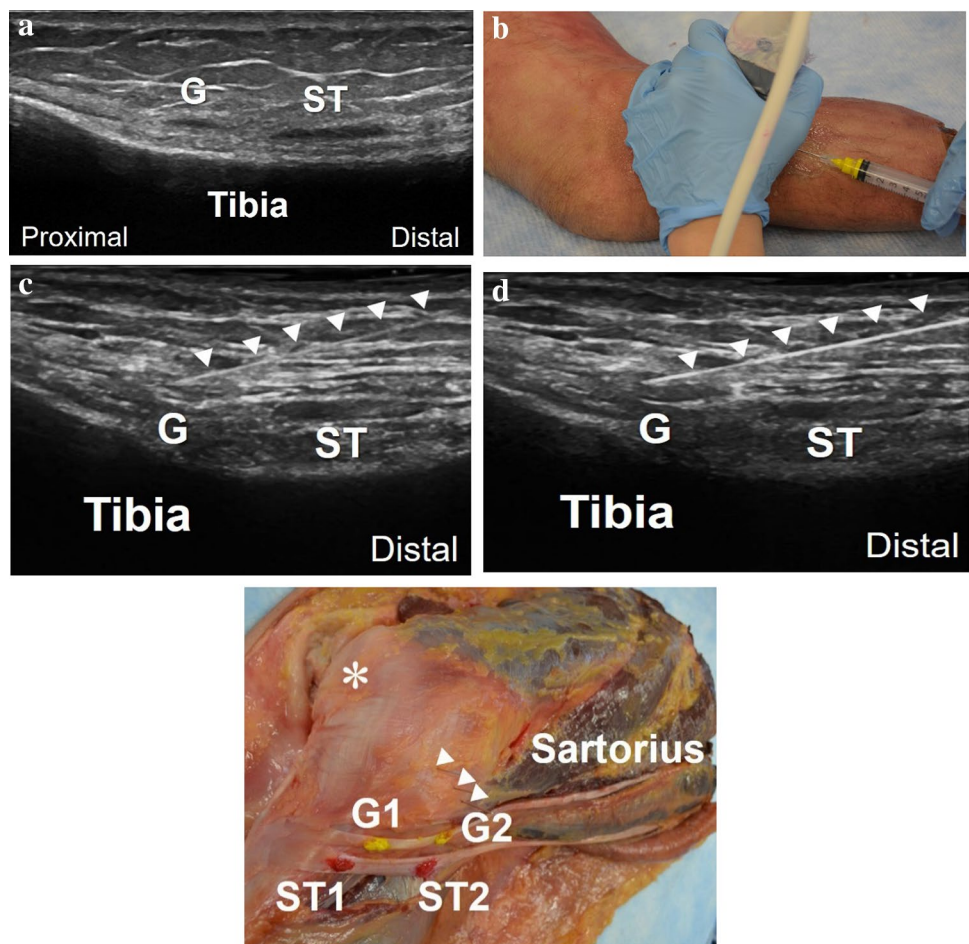 a
G
ST
Tibia
Proximal
Distal
b
c
G
ST
Tibia
Distal
d
G
ST
Tibia
Distal
*
Sartorius
G1
G2
ST1
ST2